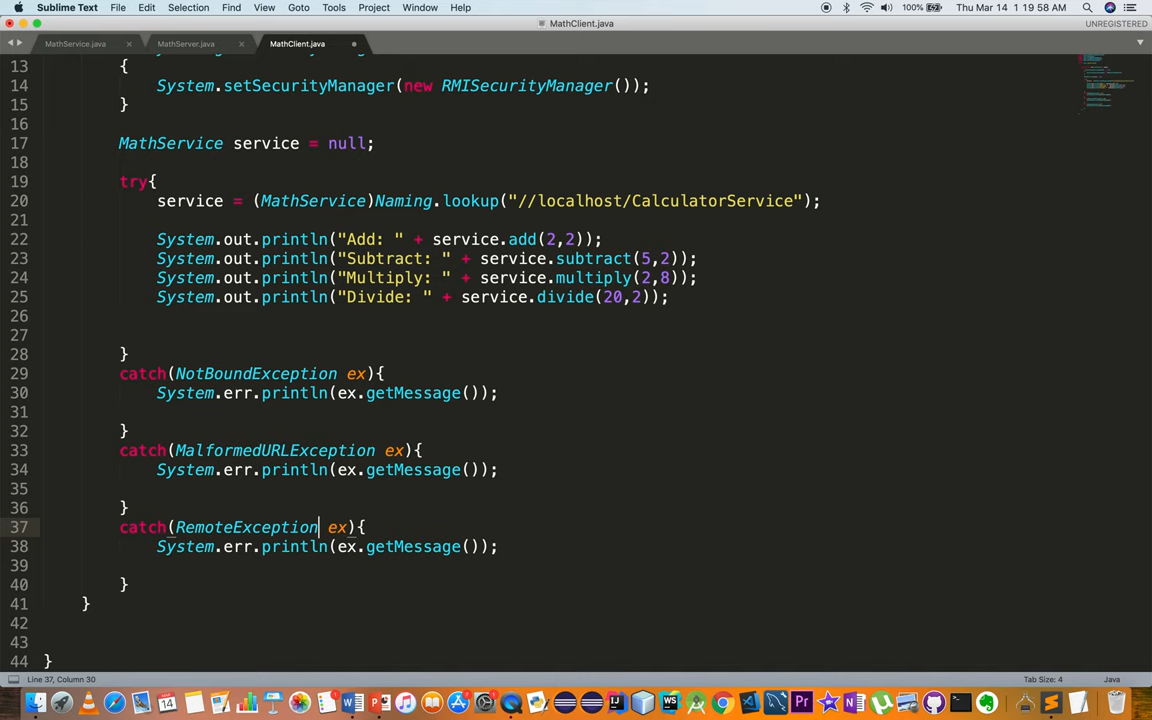 Sublime Text File Edit Selection Find View Goto Tools Project Window Help 100% Thu Mar 14 1 19 58 AM
MathClient.java UNREGISTERED
MathService.java MathServer.java MathClient.java
13 {
14 System.setSecurityManager(new RMISecurityManager());
15 }
16
17 MathService service = null;
18
19 try{
20 service = (MathService)Naming.lookup("//localhost/CalculatorService");
21
22 System.out.println("Add: " + service.add(2,2));
23 System.out.println("Subtract: " + service.subtract(5,2));
24 System.out.println("Multiply: " + service.multiply(2,8));
25 System.out.println("Divide: " + service.divide(20,2));
26
27
28 }
29 catch(NotBoundException ex){
30 System.err.println(ex.getMessage());
31
32 }
33 catch(MalformedURLException ex){
34 System.err.println(ex.getMessage());
35
36 }
37 catch(RemoteException ex){
38 System.err.println(ex.getMessage());
39
40 }
41 }
42
43
44 }
Line 37, Column 30 Tab Size: 4 Java